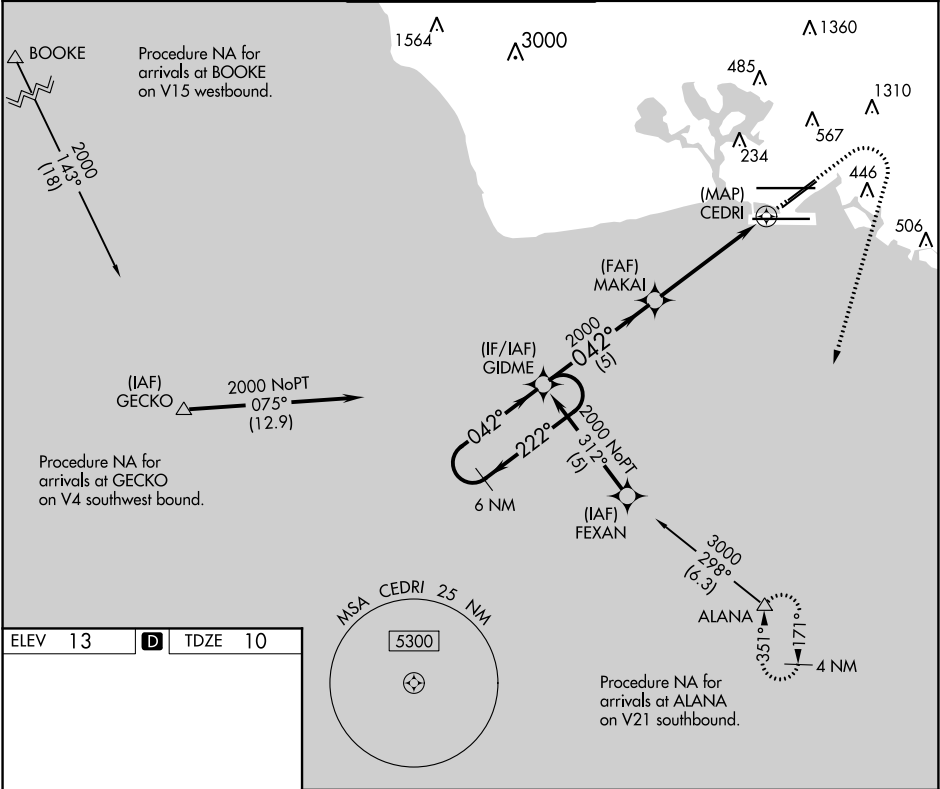 BOOKE
Procedure NA for
arrivals at BOOKE
on V15 westbound.
1564
3000
1360
485
1310
567
234
446
506
2000
143°
(18)
(MAP)
CEDRI
(FAF)
MAKAI
2000
042°
(5)
(IF/IAF)
GIDME
(IAF)
GECKO
2000 NoPT
075°
(12.9)
042°
222°
6 NM
2000 NoPT
312°
(5)
Procedure NA for
arrivals at GECKO
on V4 southwest bound.
(IAF)
FEXAN
3000
298°
(6.3)
ALANA
351°
171°
4 NM
MSA CEDRI 25 NM
5300
ELEV 13 D TDZE 10
Procedure NA for
arrivals at ALANA
on V21 southbound.